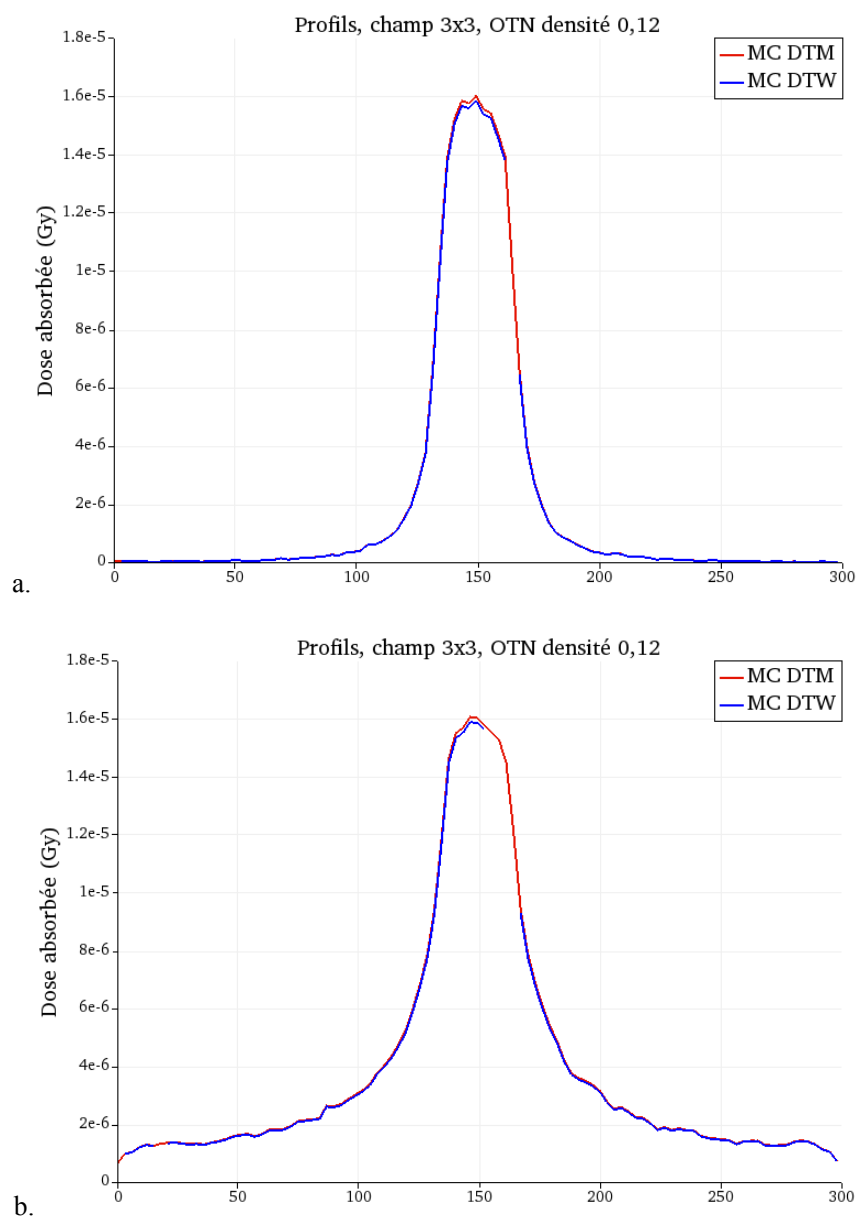 Profils, champ 3x3, OTN densité 0,12
1.8e-5
MC DTM
MC DTW
1.6e-5
1.4e-5
1.2e-5
1e-5
8e-6
6e-6
4e-6
2e-6
0
Dose absorbée (Gy)
0 50 100 150 200 250 300
a.
Profils, champ 3x3, OTN densité 0,12
1.8e-5
MC DTM
MC DTW
1.6e-5
1.4e-5
1.2e-5
1e-5
8e-6
6e-6
4e-6
2e-6
0
Dose absorbée (Gy)
0 50 100 150 200 250 300
b.